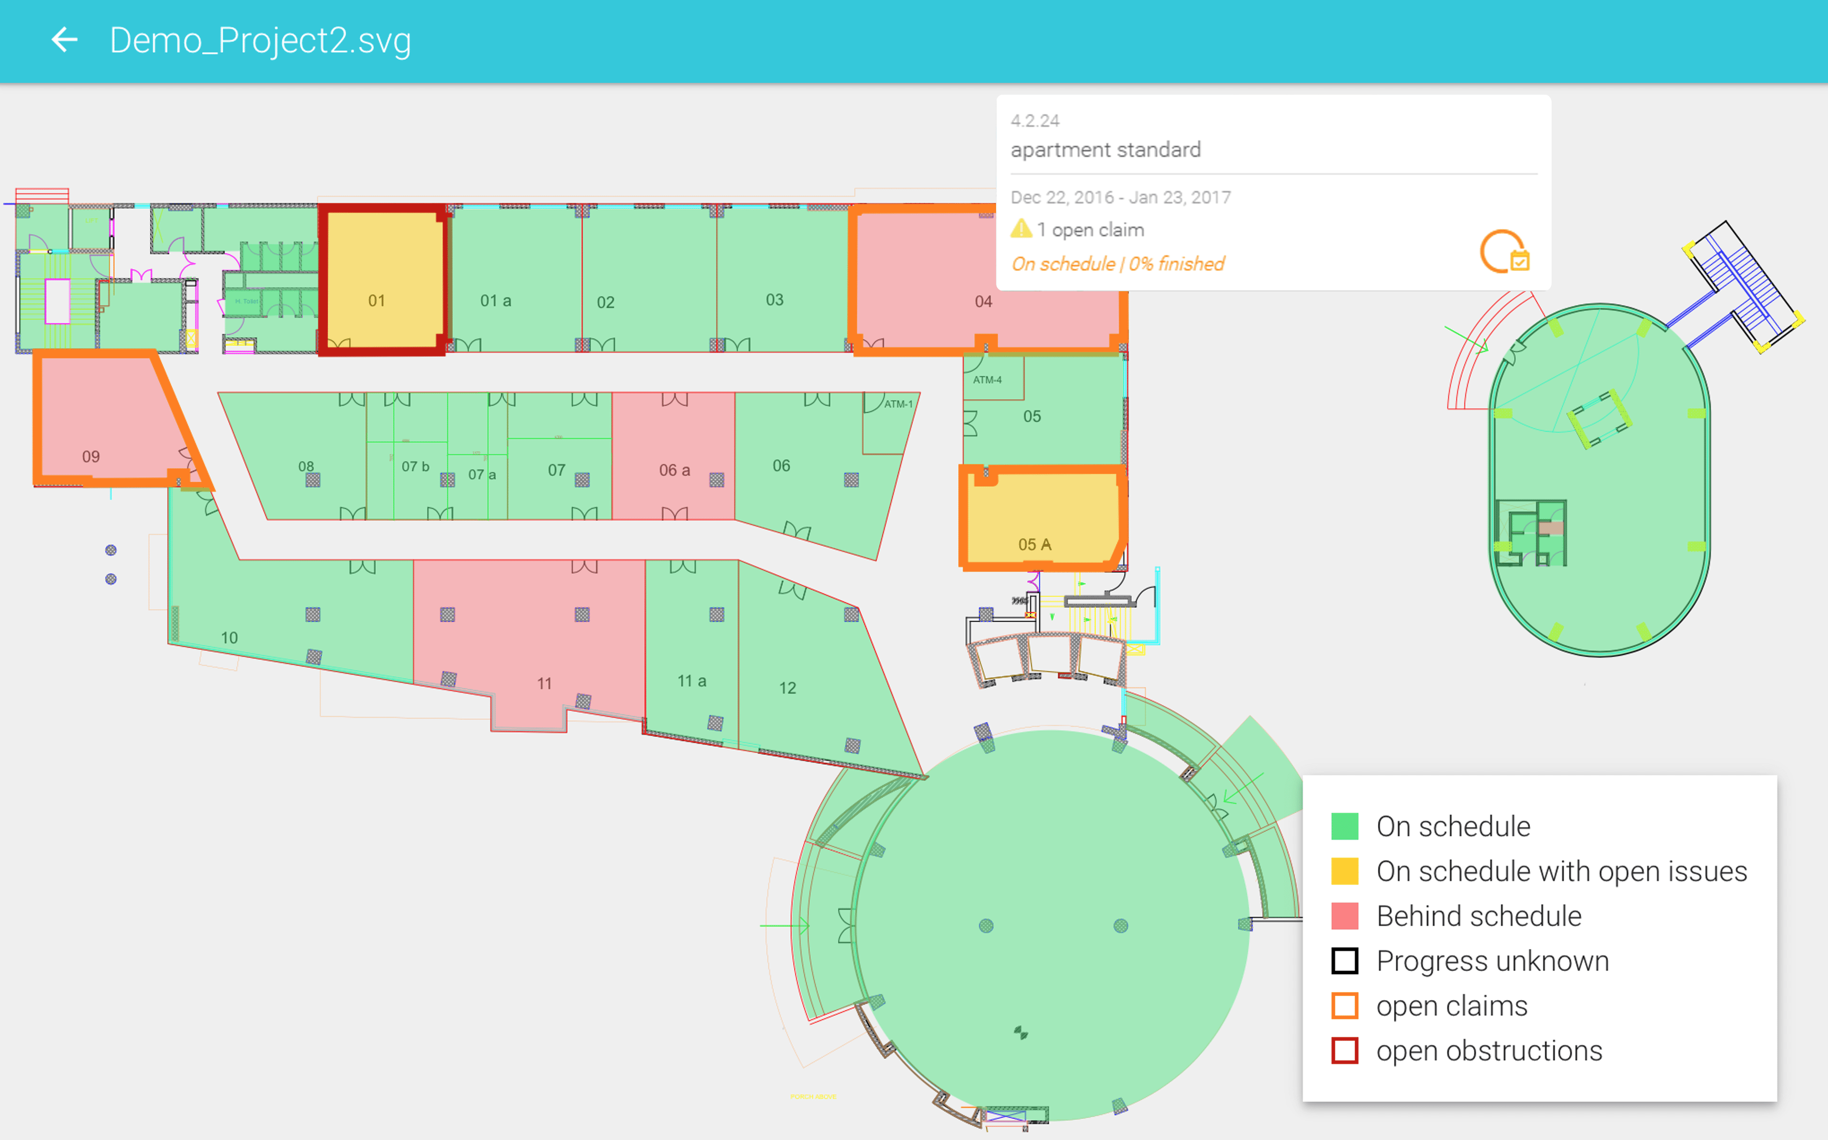 Demo_Project2.svg
4.2.24
apartment standard
Dec 22, 2016 - Jan 23, 2017
1 open claim
On schedule | 0% finished
01
01 a
02
03
04
ATM-4
05
ATM-1
09
08
07 b
07 a
07
06 a
06
05 A
10
11
11 a
12
On schedule
On schedule with open issues
Behind schedule
Progress unknown
open claims
open obstructions